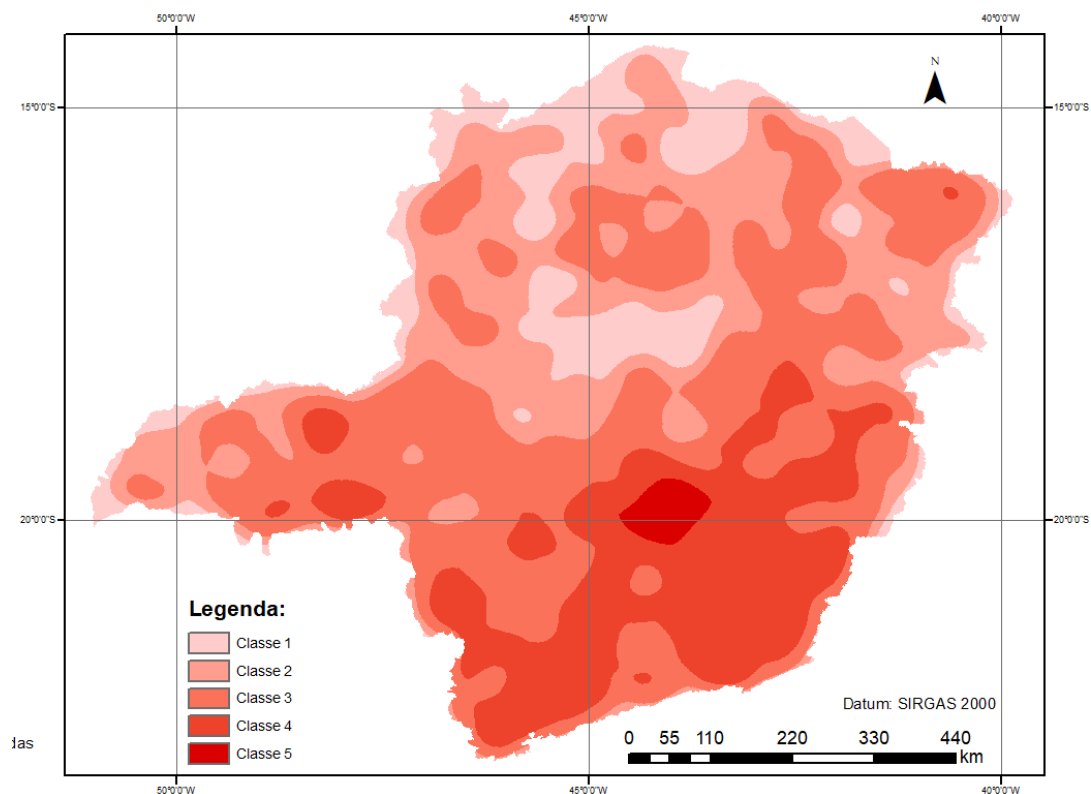 50°0'0"W 45°0'0"W 40°0'0"W
N
15°0'0"S 15°0'0"S
20°0'0"S 20°0'0"S
Legenda:
Classe 1
Classe 2
Classe 3
Classe 4
Classe 5
Datum: SIRGAS 2000
0 55 110 220 330 440
km
das
50°0'0"W 45°0'0"W 40°0'0"W